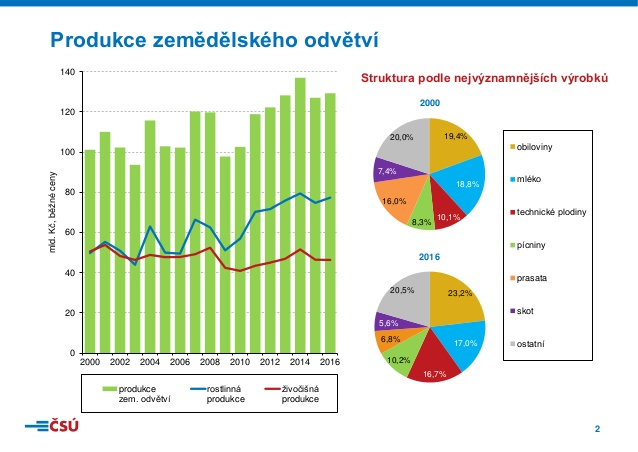 Produkce zemědělského odvětví
mld. Kč, běžné ceny
140
120
100
80
60
40
20
0
2000 2002 2004 2006 2008 2010 2012 2014 2016
produkce zem. odvětví
rostlinná produkce
živočišná produkce
Struktura podle nejvýznamnějších výrobků
2000
19,4%
18,8%
10,1%
8,3%
16,0%
7,4%
20,0%
2016
23,2%
17,0%
16,7%
10,2%
6,8%
5,6%
20,5%
obiloviny
mléko
technické plodiny
pícniny
prasata
skot
ostatní
ČSÚ
2